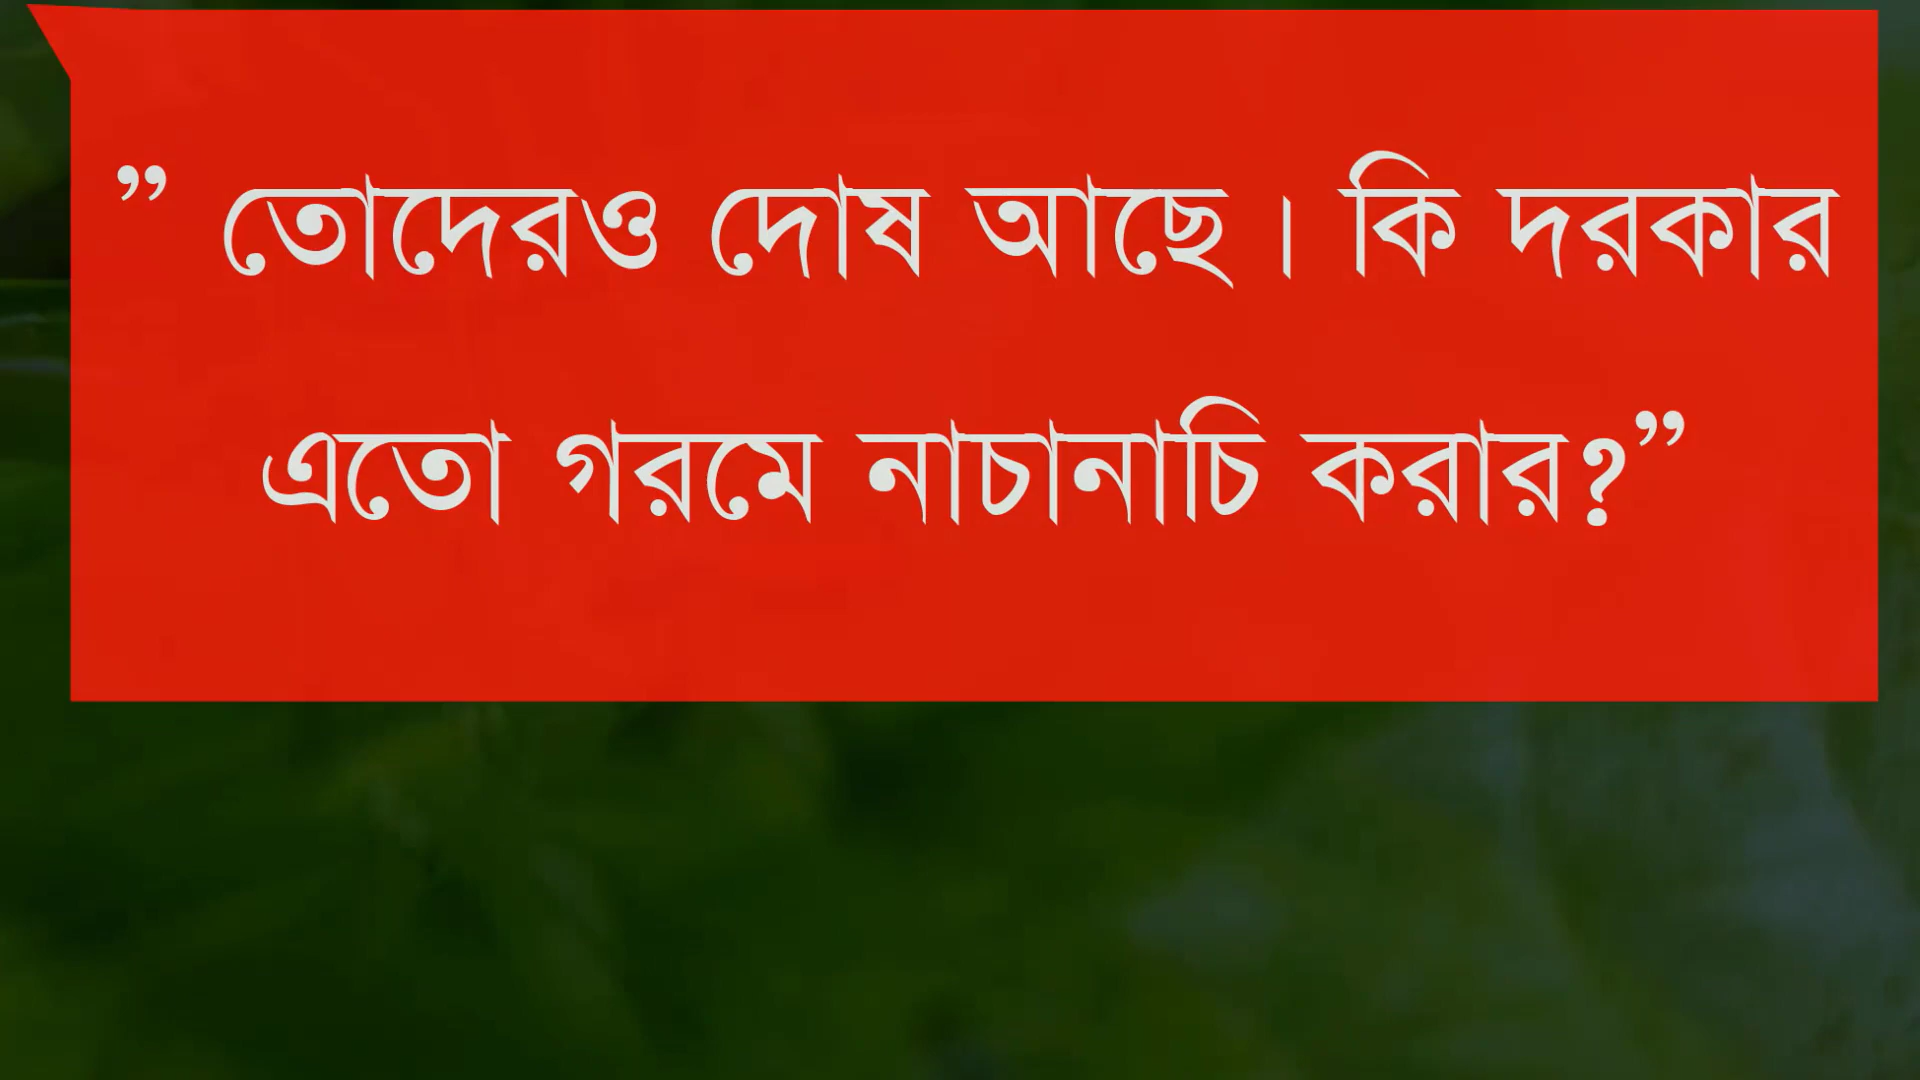 ” তোদেরও দোষ আছে। কি দরকার
এতো গরমে নাচানাচি করার?”